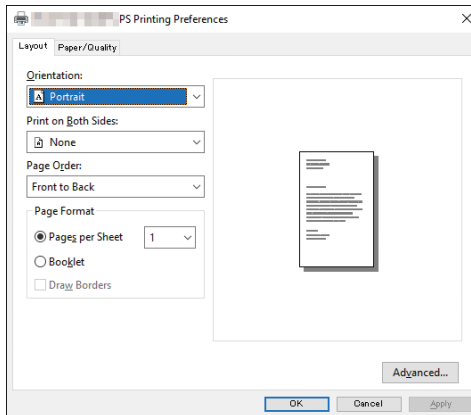 PS Printing Preferences
Layout Paper/Quality
Orientation:
Portrait
Print on Both Sides:
None
Page Order:
Front to Back
Page Format
Pages per Sheet 1
Booklet
Draw Borders
Advanced...
OK Cancel Apply